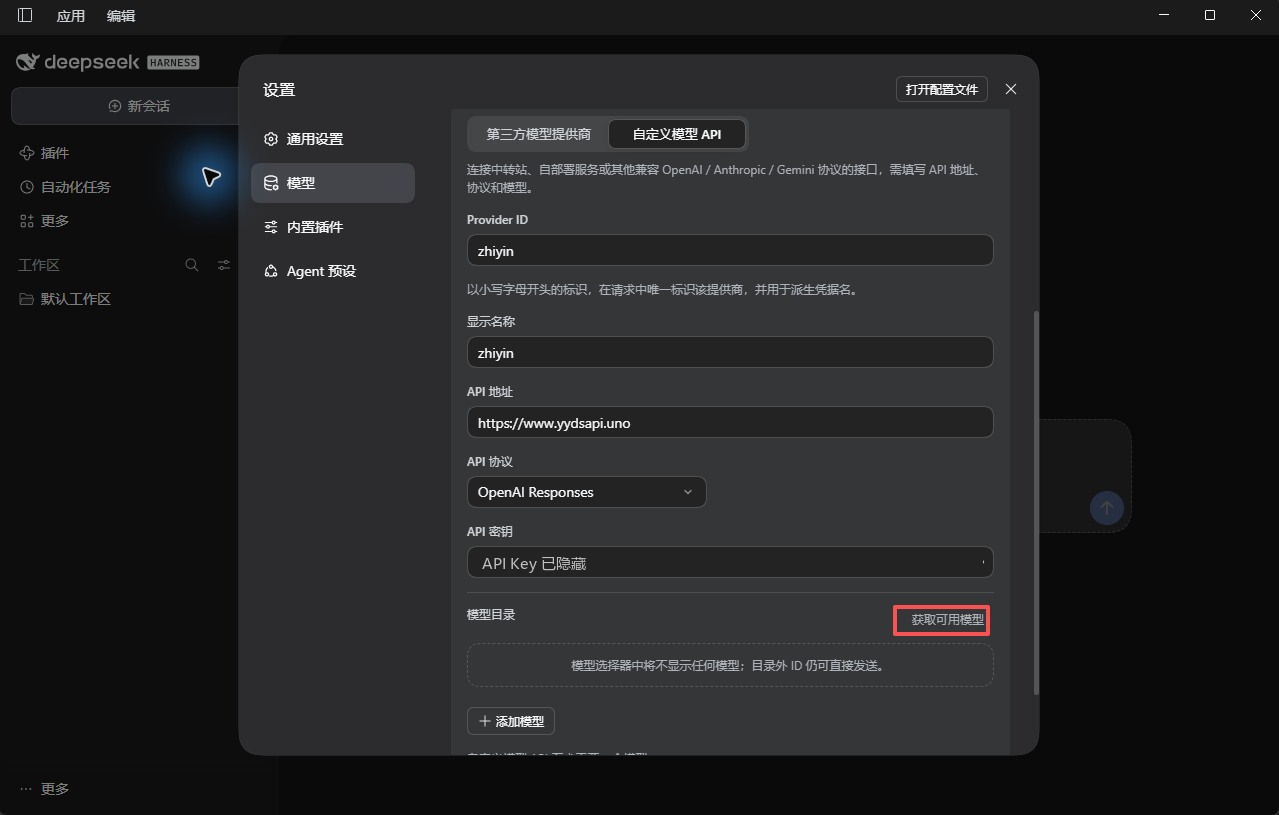 应用 编辑
deepseek HARNESS
新会话
插件
自动化任务
更多
工作区
默认工作区
更多
设置
打开配置文件
通用设置
模型
内置插件
Agent 预设
第三方模型提供商
自定义模型 API
连接中转站、自部署服务或其他兼容 OpenAI / Anthropic / Gemini 协议的接口，需填写 API 地址、
协议和模型。
Provider ID
zhiyin
以小写字母开头的标识，在请求中唯一标识该提供商，并用于派生凭据名。
显示名称
zhiyin
API 地址
https://www.yydsapi.uno
API 协议
OpenAI Responses
API 密钥
API Key 已隐藏
模型目录
获取可用模型
模型选择器中将不显示任何模型；目录外 ID 仍可直接发送。
添加模型